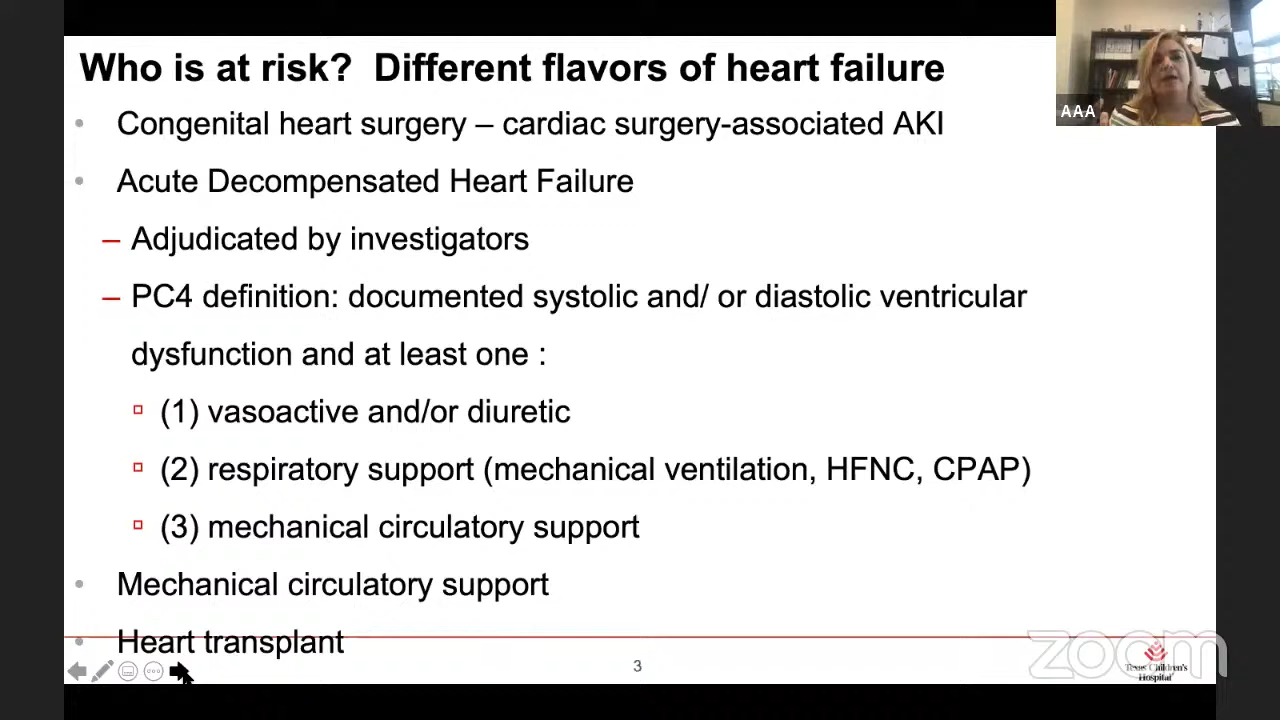 Who is at risk?  Different flavors of heart failure
AAA
• Congenital heart surgery – cardiac surgery-associated AKI
• Acute Decompensated Heart Failure
– Adjudicated by investigators
– PC4 definition: documented systolic and/ or diastolic ventricular
dysfunction and at least one :
(1) vasoactive and/or diuretic
(2) respiratory support (mechanical ventilation, HFNC, CPAP)
(3) mechanical circulatory support
• Mechanical circulatory support
• Heart transplant
3
zoom
Texas Children's
Hospital